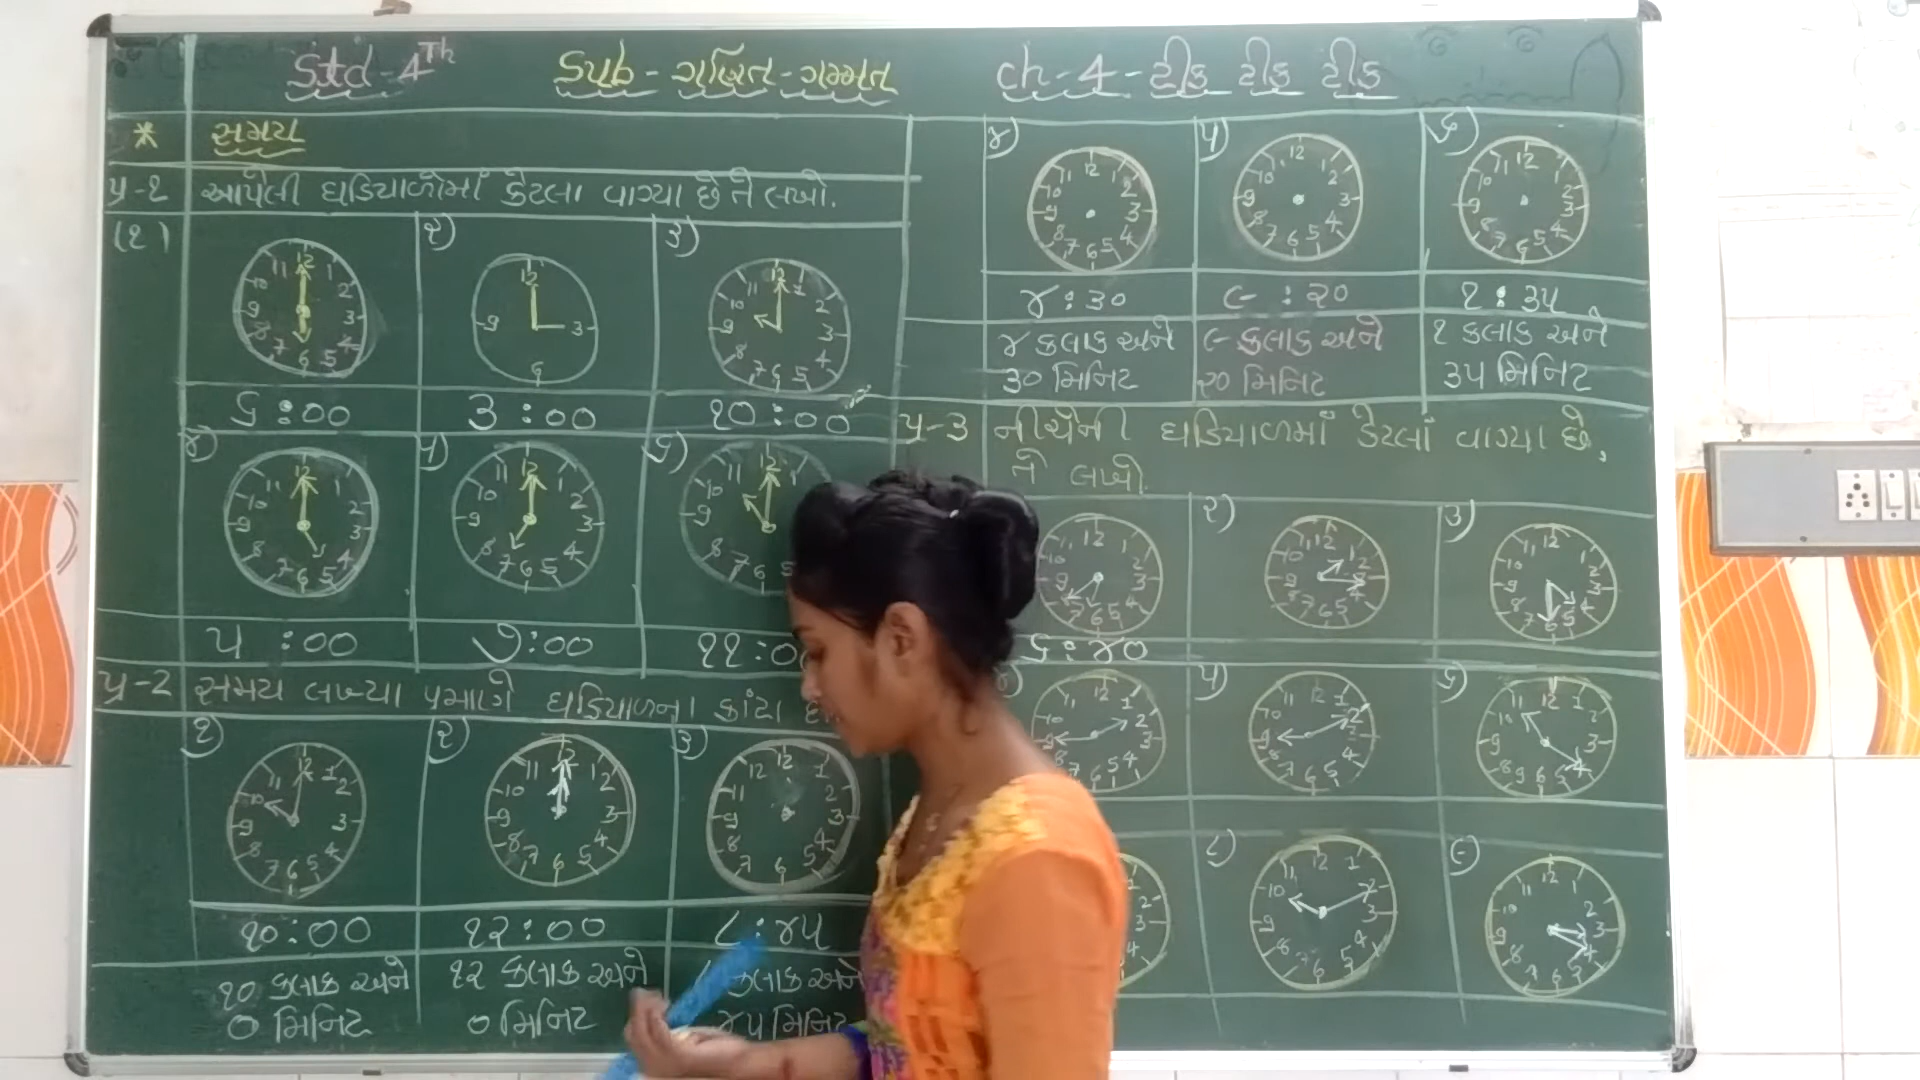 Std-4Th Sub-ગણિત-ગમ્મત ch-4-ટીક ટીક ટીક
* સમય
પ્ર-૧ આપેલી ઘડિયાળોમાં કેટલા વાગ્યા છે તે લખો.
(૧) ૨) ૩)
૬:૦૦ ૩:૦૦ ૧૦:૦૦
૪) ૫) ૬)
૫:૦૦ ૭:૦૦ ૧૧:૦૦
પ્ર-2 સમય લખ્યા પ્રમાણે ઘડિયાળના કાંટા
૧) ૨) ૩)
૧૦:૦૦ ૧૨:૦૦ ૮:૪૫
૧૦ કલાક અને ૧૨ કલાક અને કલાક અને
૦ મિનિટ ૦ મિનિટ ૪૫ મિનિટ
૪) ૫) ૬)
૪:૩૦ ૯:૨૦ ૧:૩૫
૪ કલાક અને ૯ કલાક અને ૧ કલાક અને
૩૦ મિનિટ ૨૦ મિનિટ ૩૫ મિનિટ
પ્ર-૩ નીચેની ઘડિયાળમાં કેટલાં વાગ્યા છે,
તે લખો.
૨) ૩)
૬:૪૦
૫) ૬)
૮) ૯)